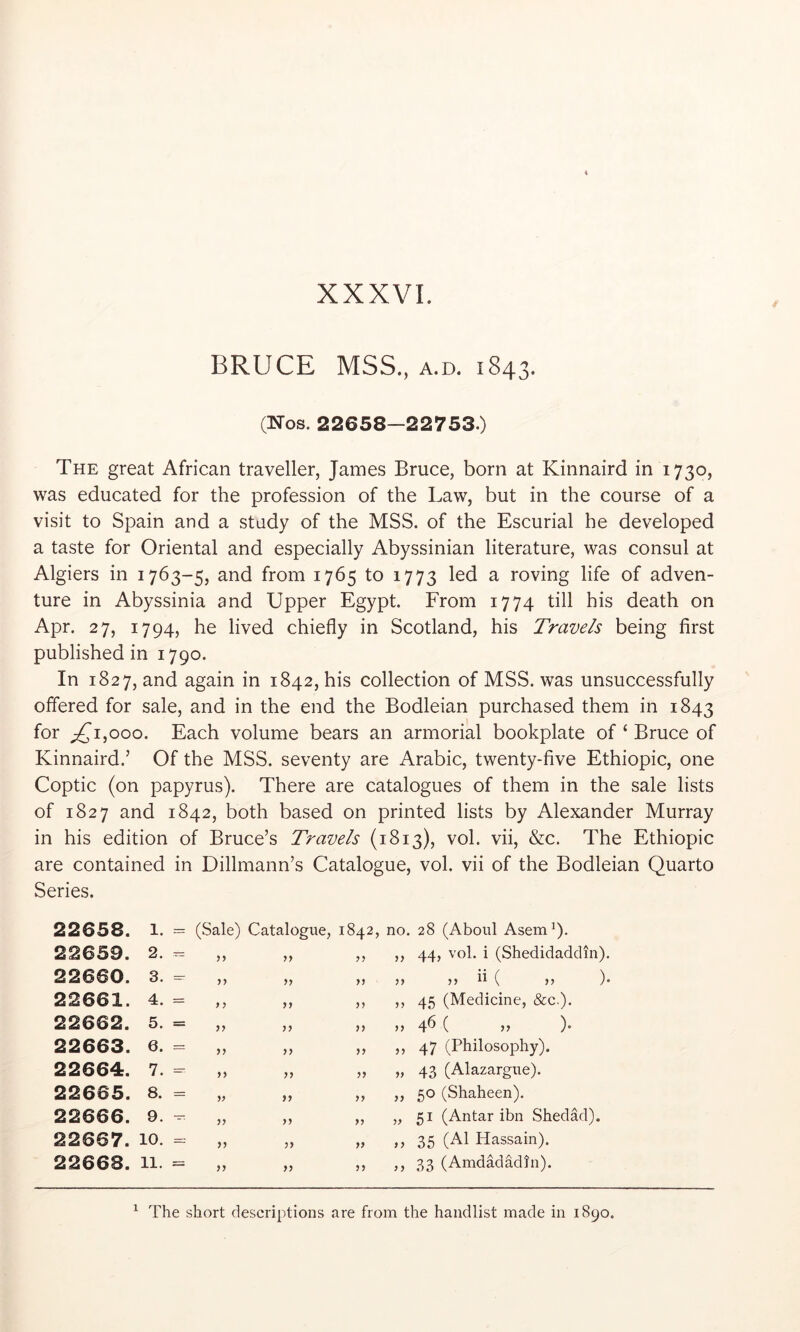 XXXVI.
BRUCE MSS., A.D. 1843.
(Nos. 22658—22753.)
The great African traveller, James Bruce, born at Kinnaird in 1730,
was educated for the profession of the Law, but in the course of a
visit to Spain and a study of the MSS. of the Escurial he developed
a taste for Oriental and especially Abyssinian literature, was consul at
Algiers in 1763–5, and from 1765 to 1773 led a roving life of adven-
ture in Abyssinia and Upper Egypt. From 1774 till his death on
Apr. 27, 1794, he lived chiefly in Scotland, his Travels being first
published in 1790.
In 1827, and again in 1842, his collection of MSS. was unsuccessfully
offered for sale, and in the end the Bodleian purchased them in 1843
for £1,000. Each volume bears an armorial bookplate of ‘ Bruce of
Kinnaird.’ Of the MSS. seventy are Arabic, twenty-five Ethiopic, one
Coptic (on papyrus). There are catalogues of them in the sale lists
of 1827 and 1842, both based on printed lists by Alexander Murray
in his edition of Bruce’s Travels (1813), vol. vii, &c. The Ethiopic
are contained in Dillmann’s Catalogue, vol. vii of the Bodleian Quarto
Series.
22658. 1. = (Sale) Catalogue, 1842, no. 28 (Aboul Asem¹).
22659. 2. = „ „ „ „ 44, vol. i (Shedidaddîn).
22660. 3. = „ „ „ „ „ ii ( „ ).
22661. 4. = „ „ „ „ 45 (Medicine, &c.).
22662. 5. = „ „ „ „ 46 ( „ ).
22663. 6. = „ „ „ „ 47 (Philosophy).
22664. 7. = „ „ „ „ 43 (Alazargue).
22665. 8. = „ „ „ „ 50 (Shaheen).
22666. 9. = „ „ „ „ 51 (Antar ibn Shedâd).
22667. 10. = „ „ „ „ 35 (Al Hassain).
22668. 11. = „ „ „ „ 33 (Amdâdâdîn).
¹ The short descriptions are from the handlist made in 1890.